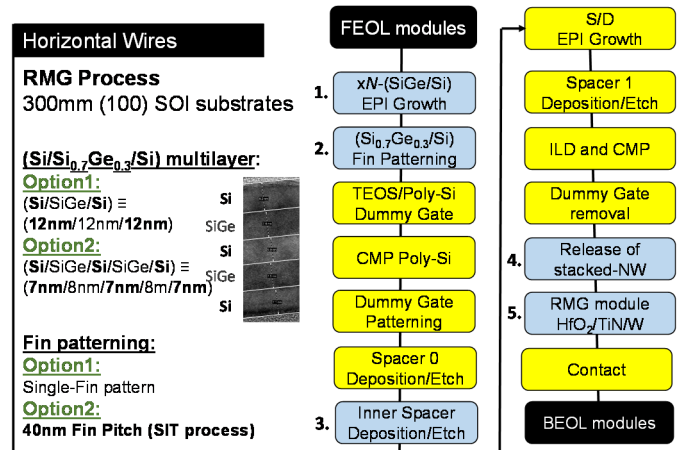 Horizontal Wires
RMG Process
300mm (100) SOI substrates
(Si/Si0.7Ge0.3/Si) multilayer:
Option1:
(Si/SiGe/Si) ≡
(12nm/12nm/12nm)
Option2:
(Si/SiGe/Si/SiGe/Si) ≡
(7nm/8nm/7nm/8m/7nm)
Si
SiGe
Si
SiGe
Si
Fin patterning:
Option1:
Single-Fin pattern
Option2:
40nm Fin Pitch (SIT process)
FEOL modules
1.
xN-(SiGe/Si)
EPI Growth
2.
(Si0.7Ge0.3/Si)
Fin Patterning
TEOS/Poly-Si
Dummy Gate
CMP Poly-Si
Dummy Gate
Patterning
Spacer 0
Deposition/Etch
3.
Inner Spacer
Deposition/Etch
S/D
EPI Growth
Spacer 1
Deposition/Etch
ILD and CMP
Dummy Gate
removal
4.
Release of
stacked-NW
5.
RMG module
HfO2/TiN/W
Contact
BEOL modules